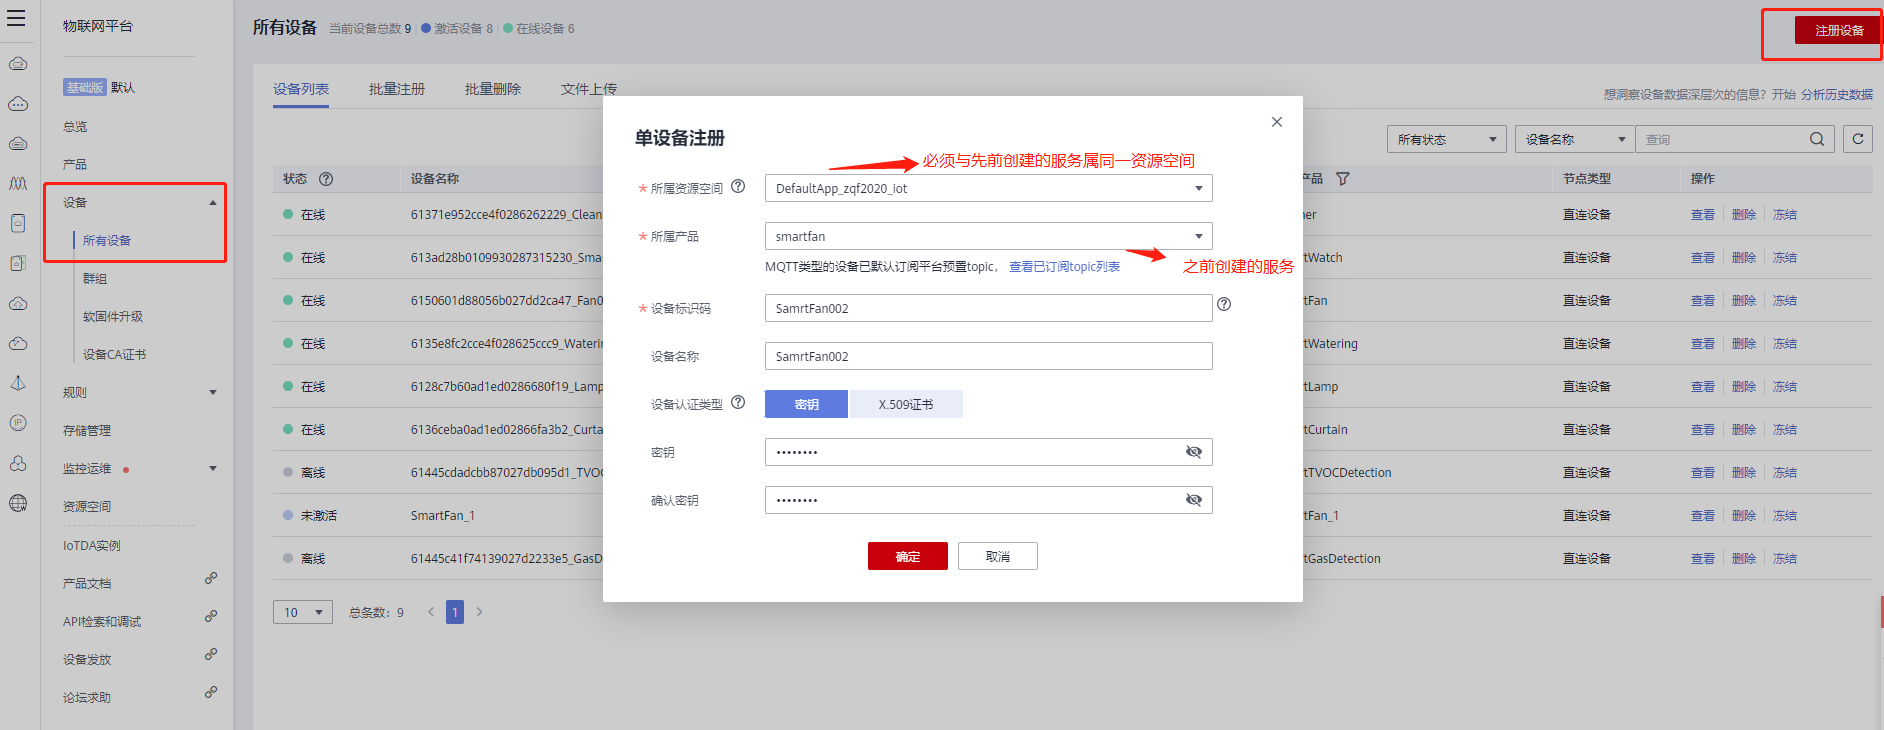 物联网平台
基础版 默认
总览
产品
设备
所有设备
群组
软固件升级
设备CA证书
规则
存储管理
监控运维
资源空间
IoTDA实例
产品文档
API检索和调试
设备发放
论坛求助
IP
所有设备 当前设备总数 9 激活设备 8 在线设备 6
注册设备
设备列表 批量注册 批量删除 文件上传
想洞察设备数据深层次的信息？开始 分析历史数据
所有状态 设备名称 查询
状态 设备名称 产品 节点类型 操作
在线 61371e952cce4f0286262229_Clean ner 直连设备 查看 删除 冻结
在线 613ad28b0109930287315230_Smar tWatch 直连设备 查看 删除 冻结
在线 6150601d88056b027dd2ca47_Fan0 tFan 直连设备 查看 删除 冻结
在线 6135e8fc2cce4f028625ccc9_Waterin tWatering 直连设备 查看 删除 冻结
在线 6128c7b60ad1ed0286680f19_Lamp tLamp 直连设备 查看 删除 冻结
在线 6136ceba0ad1ed02866fa3b2_Curta tCurtain 直连设备 查看 删除 冻结
离线 61445cdadcbb87027db095d1_TVOC tTVOCDetection 直连设备 查看 删除 冻结
未激活 SmartFan_1 tFan_1 直连设备 查看 删除 冻结
离线 61445c41f74139027d2233e5_GasD tGasDetection 直连设备 查看 删除 冻结
10 总条数：9 < 1 >
单设备注册
必须与先前创建的服务属同一资源空间
* 所属资源空间 DefaultApp_zqf2020_iot
* 所属产品 smartfan
MQTT类型的设备已默认订阅平台预置topic， 查看已订阅topic列表
之前创建的服务
* 设备标识码 SamrtFan002
设备名称 SamrtFan002
设备认证类型 密钥 X.509证书
密钥 ••••••••
确认密钥 ••••••••
确定 取消